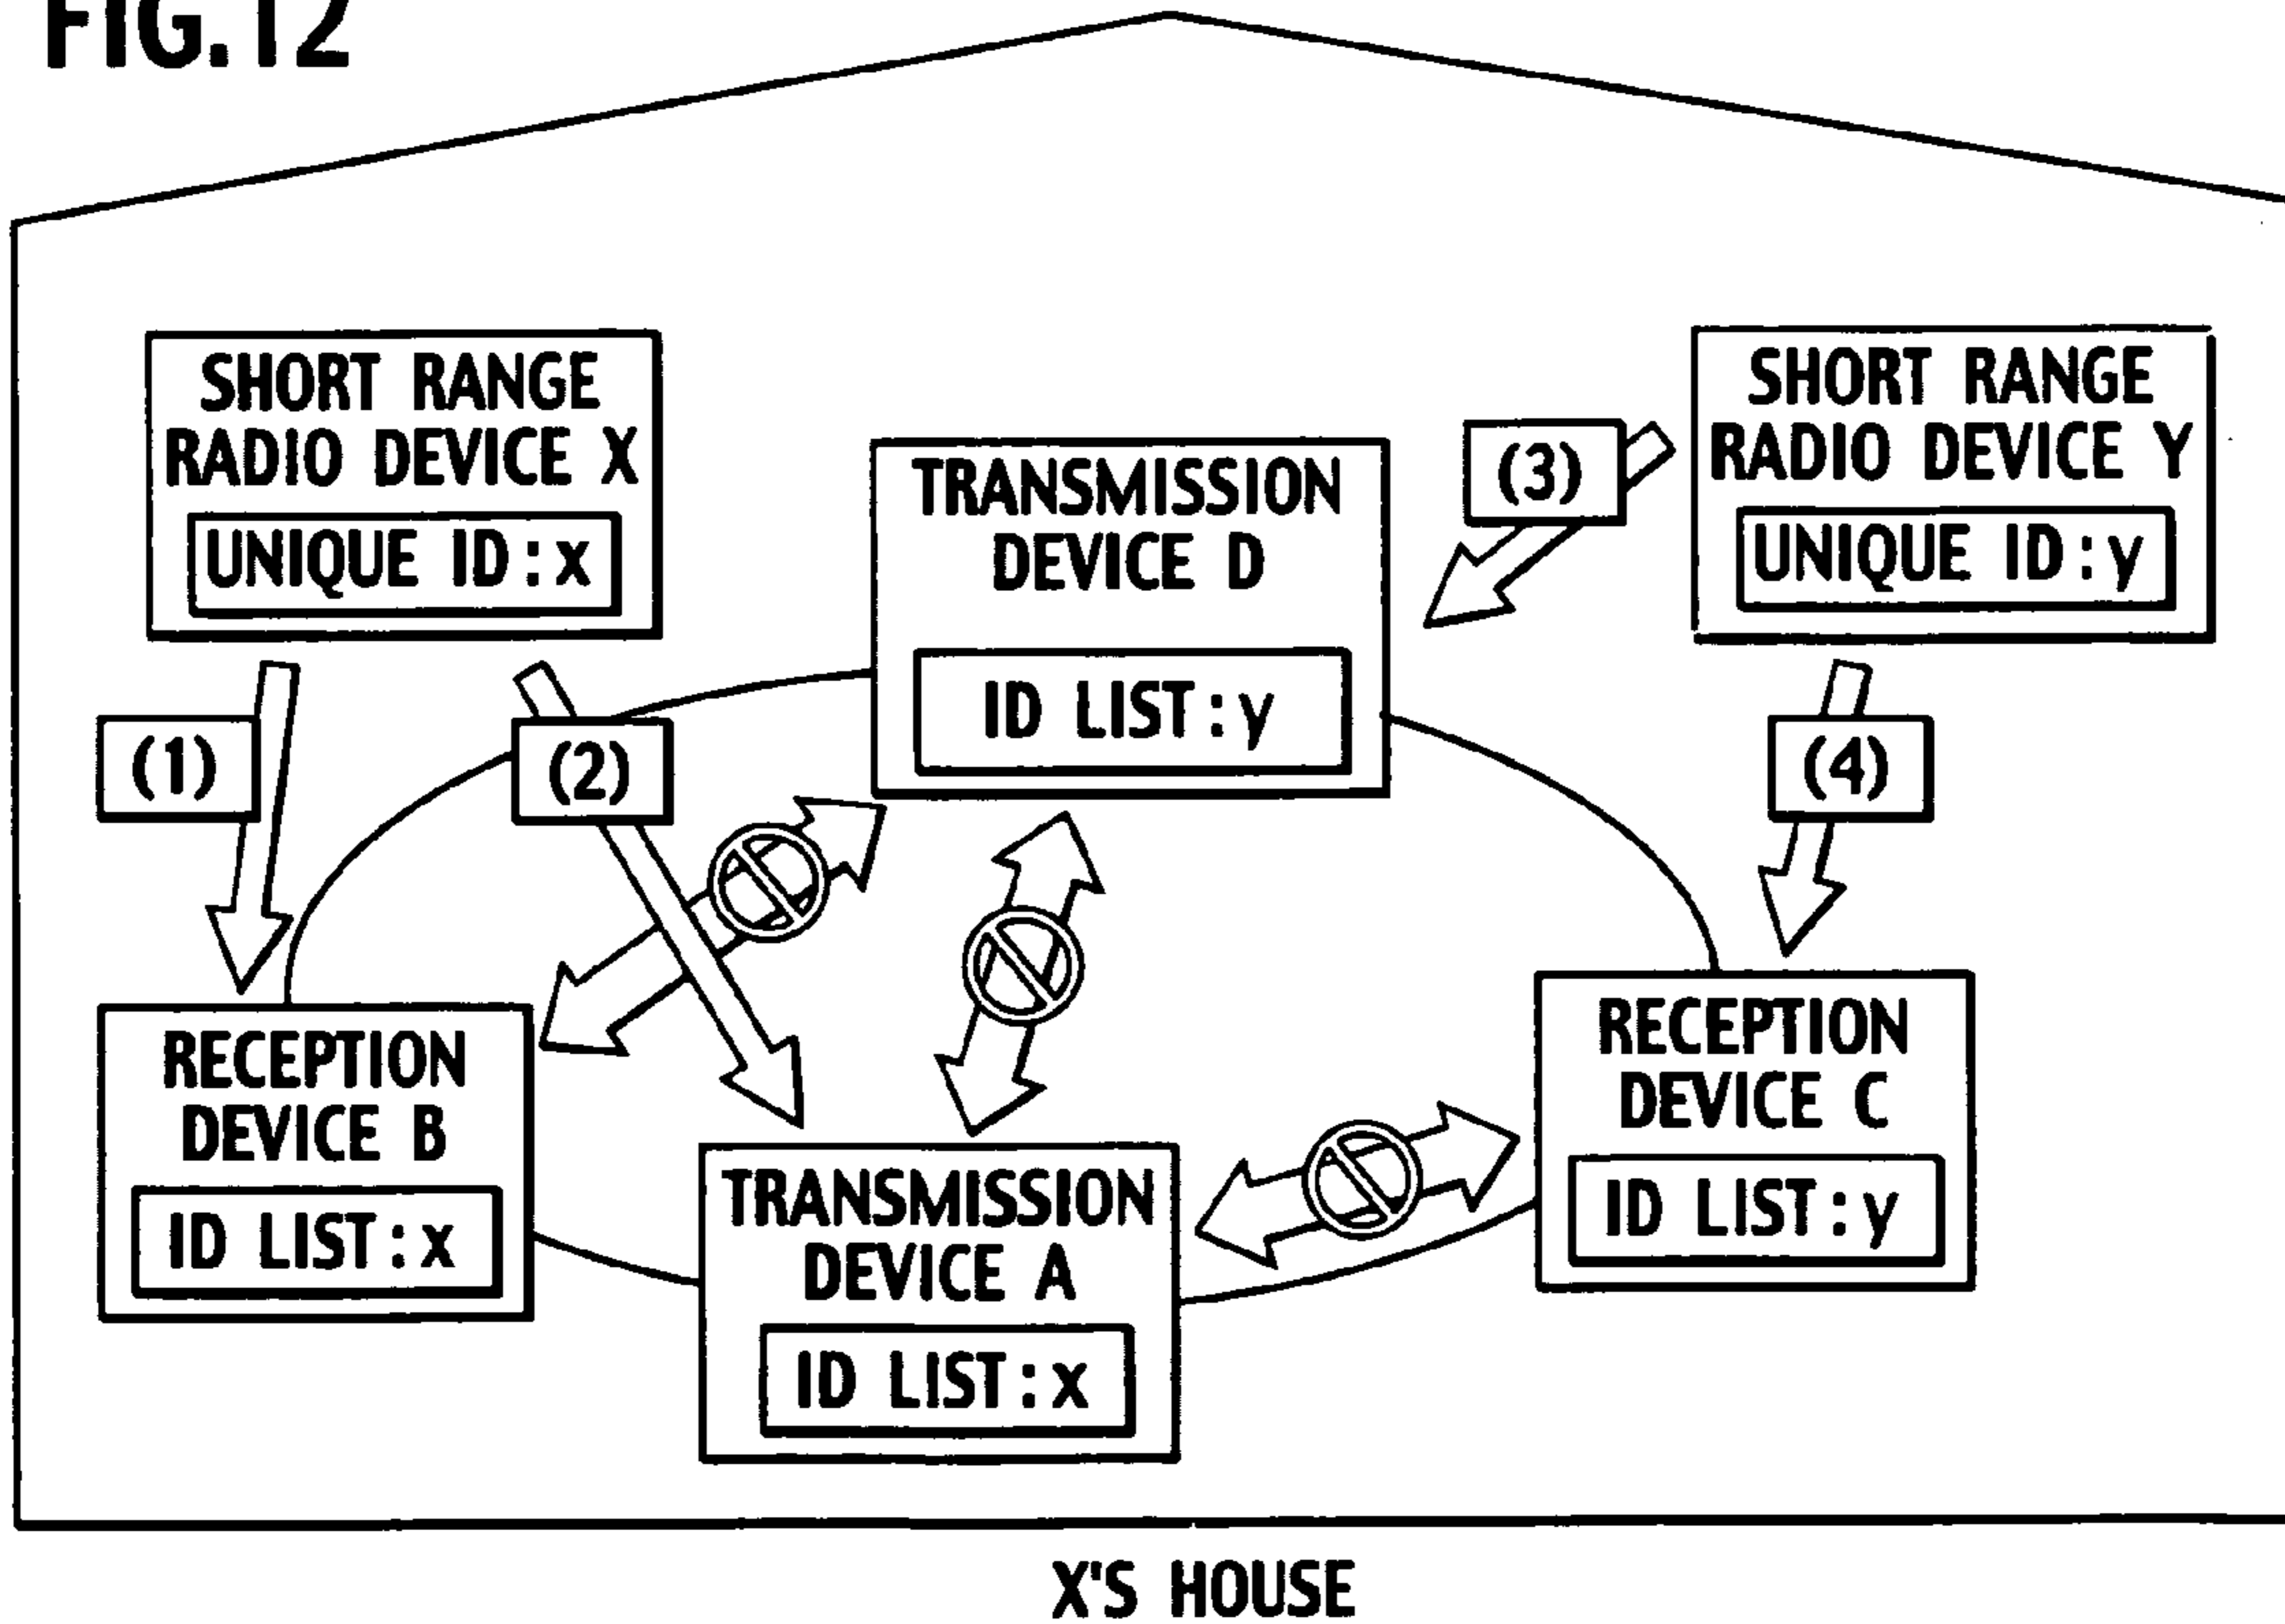 FIG.12
SHORT RANGE
RADIO DEVICE X
UNIQUE ID:x
SHORT RANGE
RADIO DEVICE Y
UNIQUE ID:y
TRANSMISSION
DEVICE D
ID LIST:y
(1)
(2)
(3)
(4)
RECEPTION
DEVICE B
ID LIST:x
TRANSMISSION
DEVICE A
ID LIST:x
RECEPTION
DEVICE C
ID LIST:y
X'S HOUSE